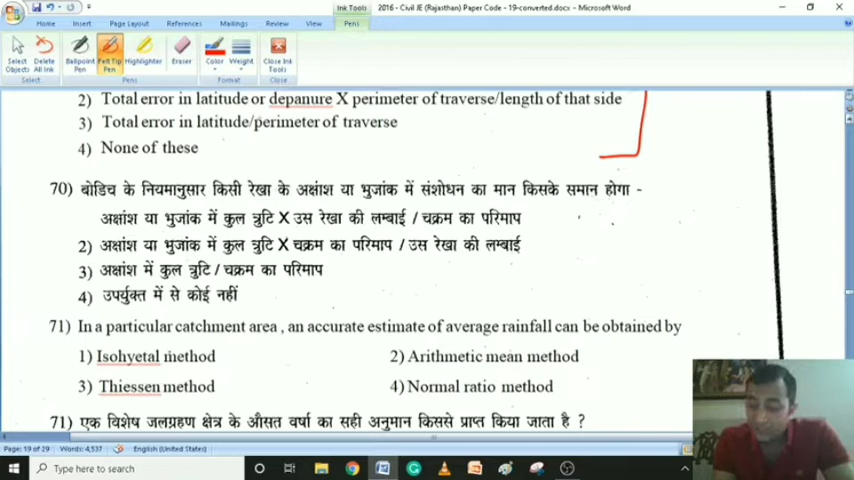 Ink Tools
2016 - Civil JE (Rajasthan) Paper Code - 19-converted.docx - Microsoft Word
Home Insert Page Layout References Mailings Review View Pens
Select Objects
Delete All Ink
Ballpoint Pen
Felt Tip Pen
Highlighter
Eraser
Color
Weight
Close Ink Tools
Select Pens Format Close
2) Total error in latitude or depanure X perimeter of traverse/length of that side
3) Total error in latitude/perimeter of traverse
4) None of these
70) बोडिच के नियमानुसार किसी रेखा के अक्षांश या भुजांक में संशोधन का मान किसके समान होगा -
अक्षांश या भुजांक में कुल त्रुटि X उस रेखा की लम्बाई / चक्रम का परिमाप
2) अक्षांश या भुजांक में कुल त्रुटि X चक्रम का परिमाप / उस रेखा की लम्बाई
3) अक्षांश में कुल त्रुटि / चक्रम का परिमाप
4) उपर्युक्त में से कोई नहीं
71) In a particular catchment area , an accurate estimate of average rainfall can be obtained by
1) Isohyetal method 2) Arithmetic mean method
3) Thiessen method 4) Normal ratio method
71) एक विशेष जलग्रहण क्षेत्र के औसत वर्षा का सही अनुमान किससे प्राप्त किया जाता है ?
Page: 19 of 29 Words: 4,537 English (United States)
Type here to search